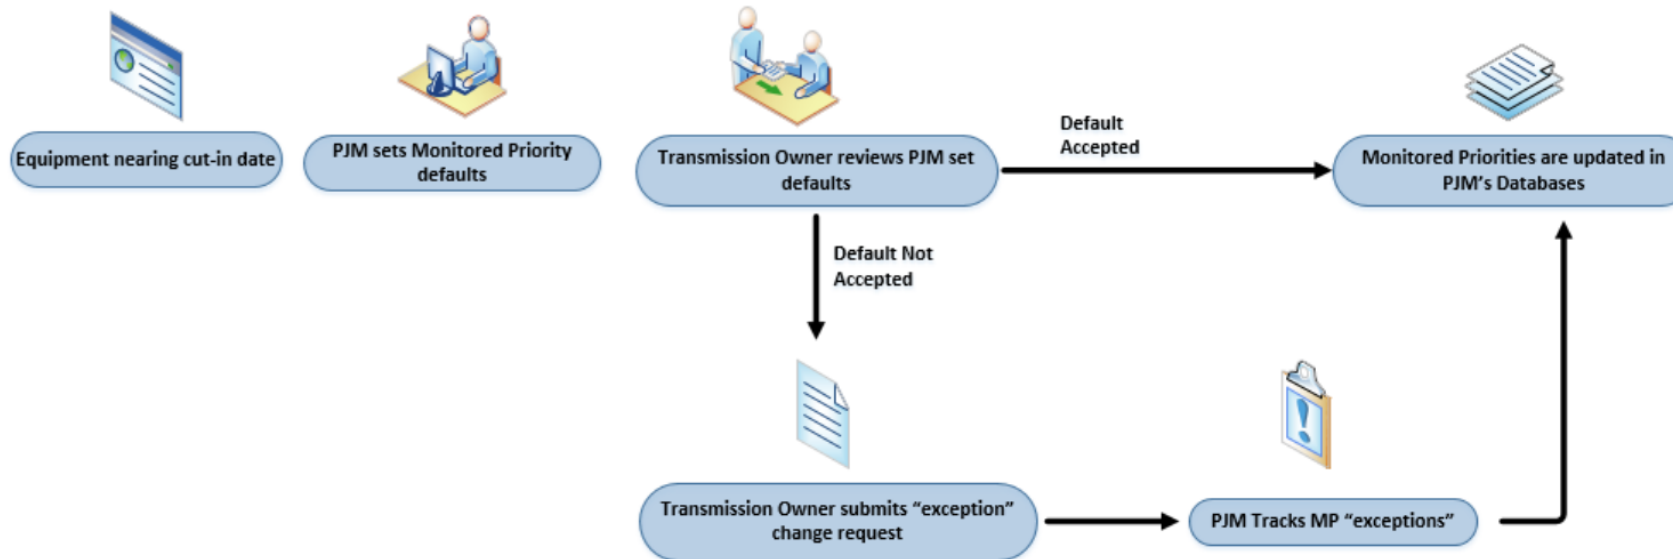 Equipment nearing cut-in date
PJM sets Monitored Priority
defaults
Transmission Owner reviews PJM set
defaults
Default
Accepted
Monitored Priorities are updated in
PJM's Databases
Default Not
Accepted
Transmission Owner submits “exception”
change request
PJM Tracks MP “exceptions”